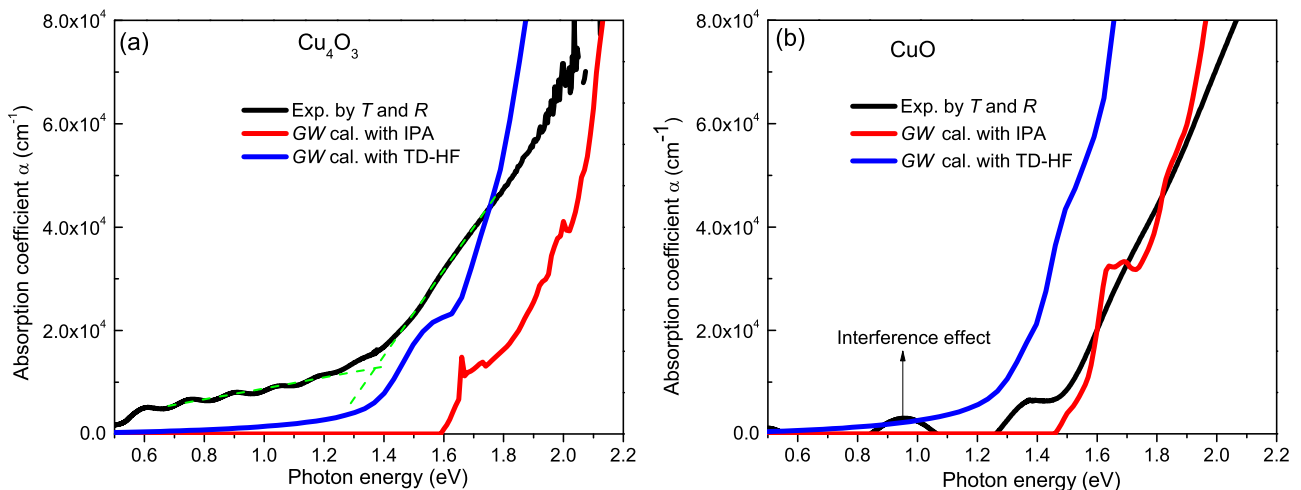 (a)
Cu4O3
Exp. by T and R
GW cal. with IPA
GW cal. with TD-HF
8.0x10^4
6.0x10^4
4.0x10^4
2.0x10^4
0.0
Absorption coefficient α (cm^-1)
0.6 0.8 1.0 1.2 1.4 1.6 1.8 2.0 2.2
Photon energy (eV)
(b)
CuO
Exp. by T and R
GW cal. with IPA
GW cal. with TD-HF
Interference effect
8.0x10^4
6.0x10^4
4.0x10^4
2.0x10^4
0.0
Absorption coefficient α (cm^-1)
0.6 0.8 1.0 1.2 1.4 1.6 1.8 2.0 2.2
Photon energy (eV)